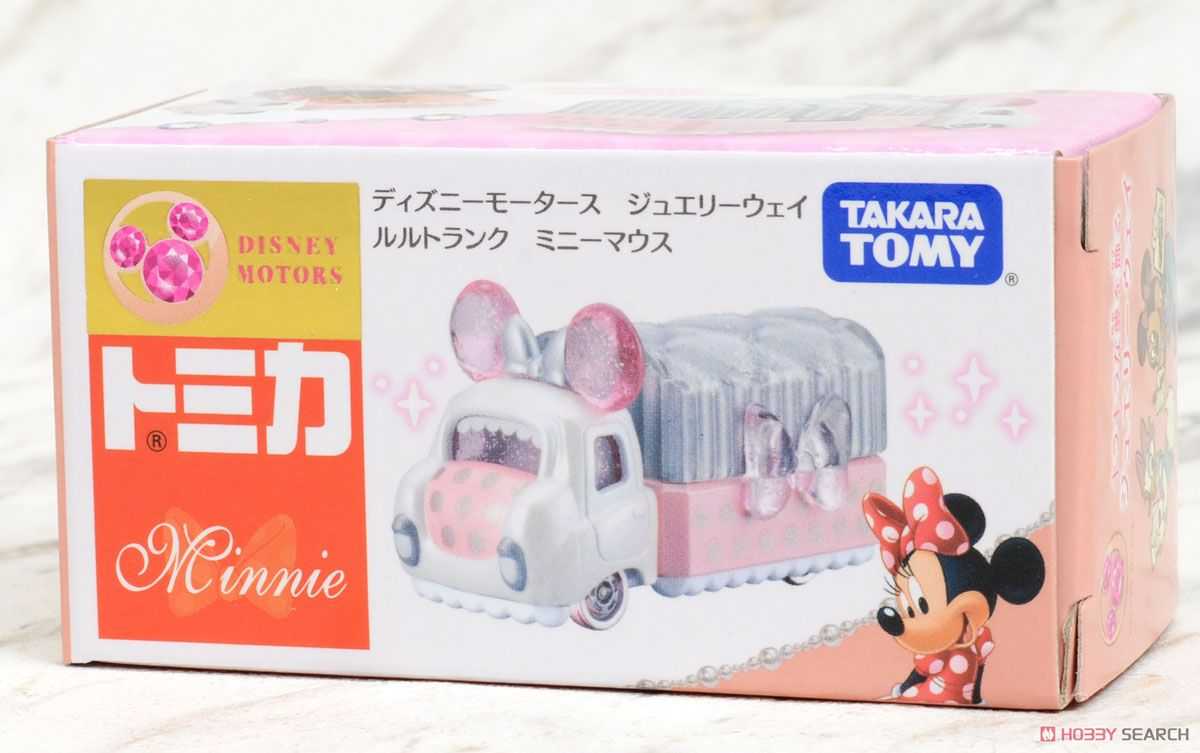 DISNEY
MOTORS
ディズニーモータース ジュエリーウェイ
ルルトランク ミニーマウス
TAKARA
TOMY
®
トミカ
®
Minnie
HOBBY SEARCH